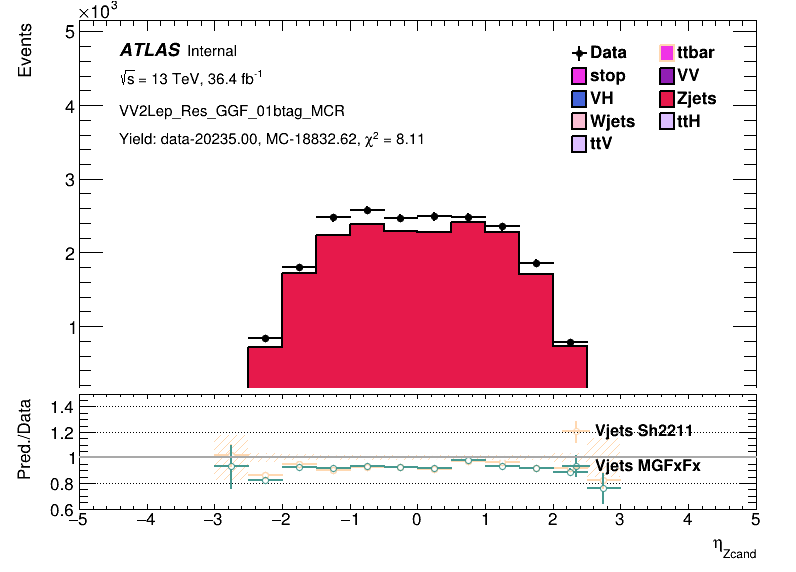 ×10³
Events
5
4
3
2
1
ATLAS Internal
√s = 13 TeV, 36.4 fb⁻¹
VV2Lep_Res_GGF_01btag_MCR
Yield: data-20235.00, MC-18832.62, χ² = 8.11
Data
ttbar
stop
VV
VH
Zjets
Wjets
ttH
ttV
Pred./Data
1.4
1.2
1
0.8
0.6
Vjets Sh2211
Vjets MGFxFx
−5 −4 −3 −2 −1 0 1 2 3 4 5
η_Zcand